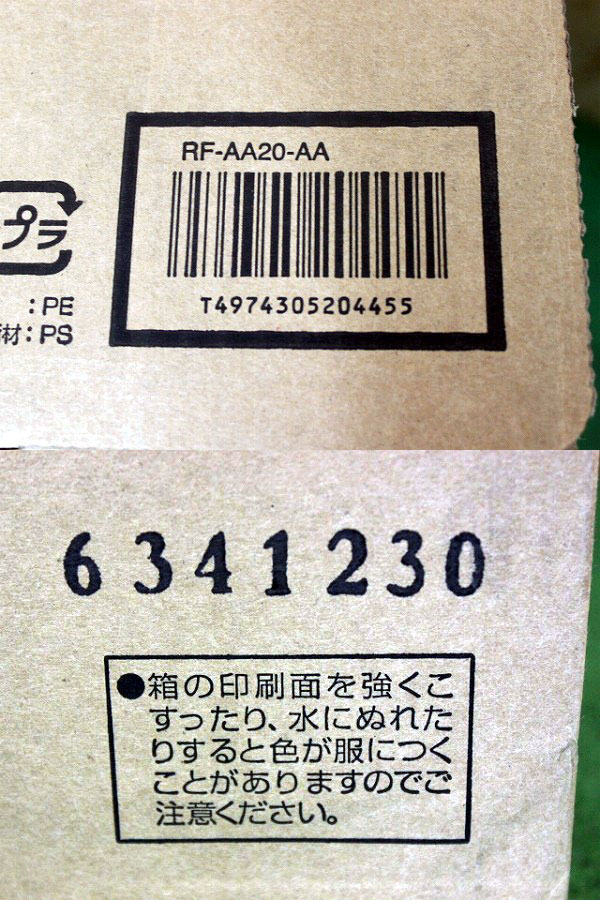 RF-AA20-AA
プラ
: PE
T4974305204455
材: PS
6341230
●箱の印刷面を強くこ
すったり、水にぬれた
りすると色が服につく
ことがありますのでご
注意ください。